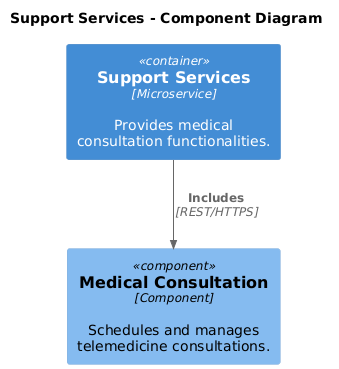 Support Services - Component Diagram
«container»
Support Services
[Microservice]
Provides medical
consultation functionalities.
Includes
[REST/HTTPS]
«component»
Medical Consultation
[Component]
Schedules and manages
telemedicine consultations.